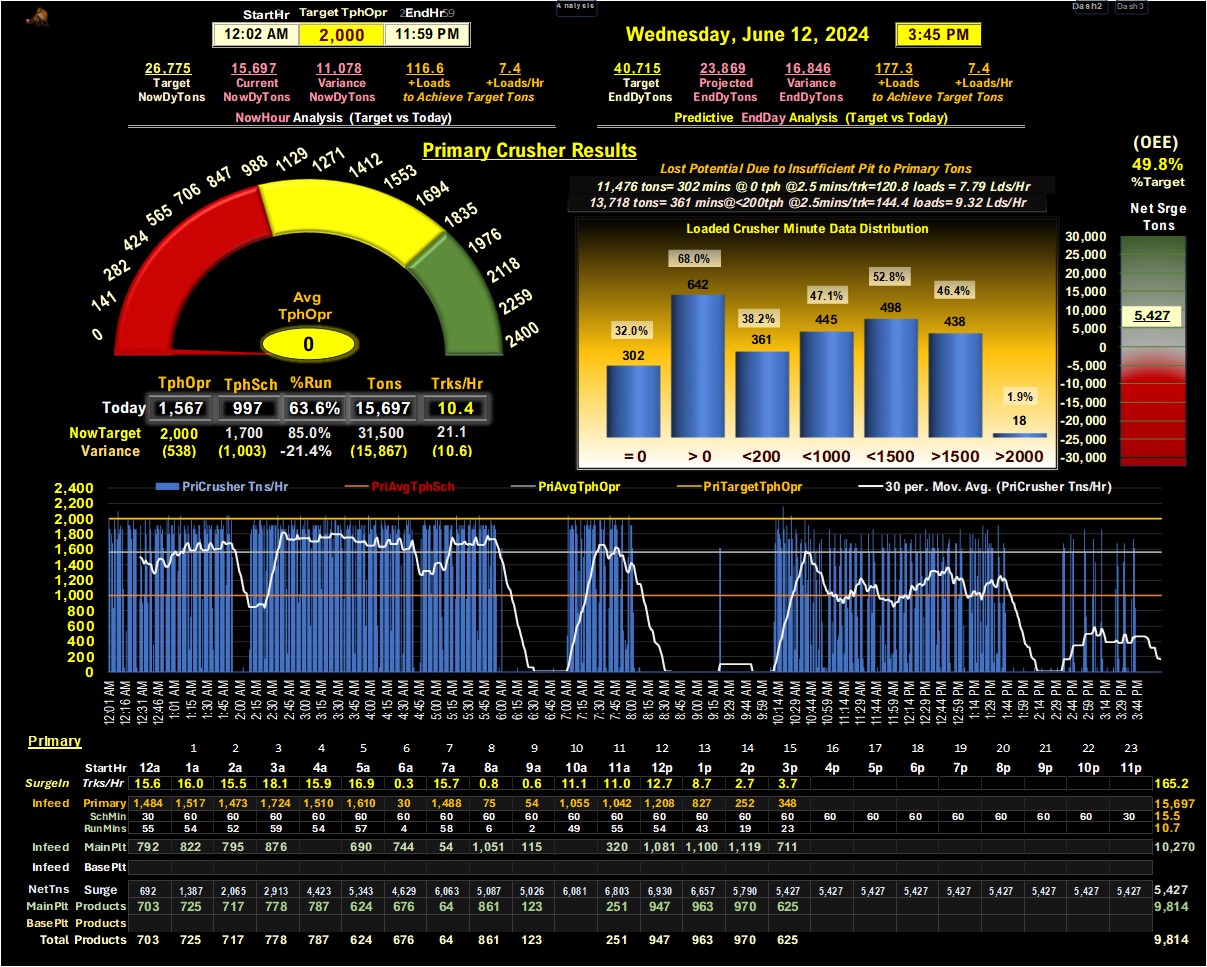 Analysis
Dash2 Dash3
StartHr Target TphOpr EndHr
12:02 AM 2,000 11:59 PM
Wednesday, June 12, 2024 3:45 PM
26,775 15,697 11,078 116.6 7.4
Target Current Variance +Loads +Loads/Hr
NowDyTons NowDyTons NowDyTons to Achieve Target Tons
NowHour Analysis (Target vs Today)
40,715 23,869 16,846 177.3 7.4
Target Projected Variance +Loads +Loads/Hr
EndDyTons EndDyTons EndDyTons to Achieve Target Tons
Predictive EndDay Analysis (Target vs Today)
Primary Crusher Results
0 141 282 424 565 706 847 988 1129 1271 1412 1553 1694 1835 1976 2118 2259 2400
Avg
TphOpr
0
TphOpr TphSch %Run Tons Trks/Hr
Today 1,567 997 63.6% 15,697 10.4
NowTarget 2,000 1,700 85.0% 31,500 21.1
Variance (538) (1,003) -21.4% (15,867) (10.6)
Lost Potential Due to Insufficient Pit to Primary Tons
11,476 tons= 302 mins @ 0 tph @2.5 mins/trk=120.8 loads = 7.79 Lds/Hr
13,718 tons= 361 mins@<200tph @2.5mins/trk=144.4 loads= 9.32 Lds/Hr
Loaded Crusher Minute Data Distribution
32.0% 68.0% 38.2% 47.1% 52.8% 46.4% 1.9%
302 642 361 445 498 438 18
= 0 > 0 <200 <1000 <1500 >1500 >2000
(OEE)
49.8%
%Target
Net Srge
Tons
30,000
25,000
20,000
15,000
10,000
5,427
5,000
0
-5,000
-10,000
-15,000
-20,000
-25,000
-30,000
PriCrusher Tns/Hr PriAvgTphSch PriAvgTphOpr PriTargetTphOpr 30 per. Mov. Avg. (PriCrusher Tns/Hr)
2,400
2,200
2,000
1,800
1,600
1,400
1,200
1,000
800
600
400
200
0
12:01 AM 12:16 AM 12:31 AM 12:46 AM 1:01 AM 1:15 AM 1:30 AM 1:45 AM 2:00 AM 2:15 AM 2:30 AM 2:45 AM 3:00 AM 3:15 AM 3:30 AM 3:45 AM 4:00 AM 4:15 AM 4:30 AM 4:45 AM 5:00 AM 5:15 AM 5:30 AM 5:45 AM 6:00 AM 6:15 AM 6:30 AM 6:45 AM 7:00 AM 7:15 AM 7:30 AM 7:45 AM 8:00 AM 8:15 AM 8:30 AM 8:45 AM 9:00 AM 9:15 AM 9:29 AM 9:44 AM 9:59 AM 10:14 AM 10:29 AM 10:44 AM 10:59 AM 11:14 AM 11:29 AM 11:44 AM 11:59 AM 12:14 PM 12:29 PM 12:44 PM 12:59 PM 1:14 PM 1:29 PM 1:44 PM 1:59 PM 2:14 PM 2:29 PM 2:44 PM 2:59 PM 3:14 PM 3:29 PM 3:44 PM
Primary
1 2 3 4 5 6 7 8 9 10 11 12 13 14 15 16 17 18 19 20 21 22 23
StartHr 12a 1a 2a 3a 4a 5a 6a 7a 8a 9a 10a 11a 12p 1p 2p 3p 4p 5p 6p 7p 8p 9p 10p 11p
SurgeIn Trks/Hr 15.6 16.0 15.5 18.1 15.9 16.9 0.3 15.7 0.8 0.6 11.1 11.0 12.7 8.7 2.7 3.7 165.2
Infeed Primary 1,484 1,517 1,473 1,724 1,510 1,610 30 1,488 75 54 1,055 1,042 1,208 827 252 348 15,697
SchMin 30 60 60 60 60 60 60 60 60 60 60 60 60 60 60 60 60 60 60 60 60 60 60 30 15.5
RunMins 55 54 52 59 54 57 4 58 6 2 49 55 54 43 19 23 10.7
Infeed MainPlt 792 822 795 876 690 744 54 1,051 115 320 1,081 1,100 1,119 711 10,270
Infeed BasePlt
NetTns Surge 692 1,387 2,065 2,913 4,423 5,343 4,629 6,063 5,087 5,026 6,081 6,803 6,930 6,657 5,790 5,427 5,427 5,427 5,427 5,427 5,427 5,427 5,427 5,427 5,427
MainPlt Products 703 725 717 778 787 624 676 64 861 123 251 947 963 970 625 9,814
BasePlt Products
Total Products 703 725 717 778 787 624 676 64 861 123 251 947 963 970 625 9,814